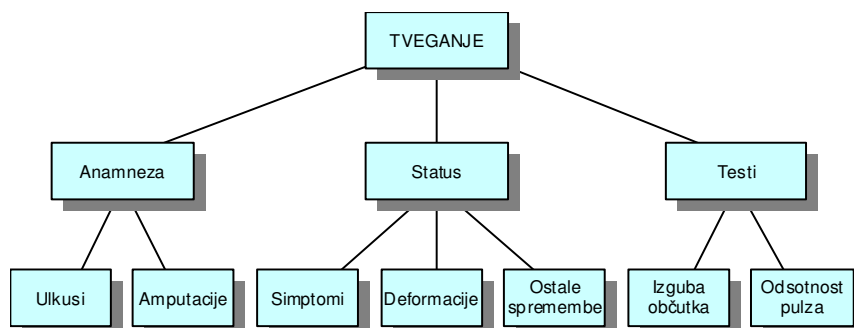 TVEGANJE
Anamneza
Status
Testi
Ulkusi
Amputacije
Simptomi
Deformacije
Ostale
spremembe
Izguba
občutka
Odsotnost
pulza